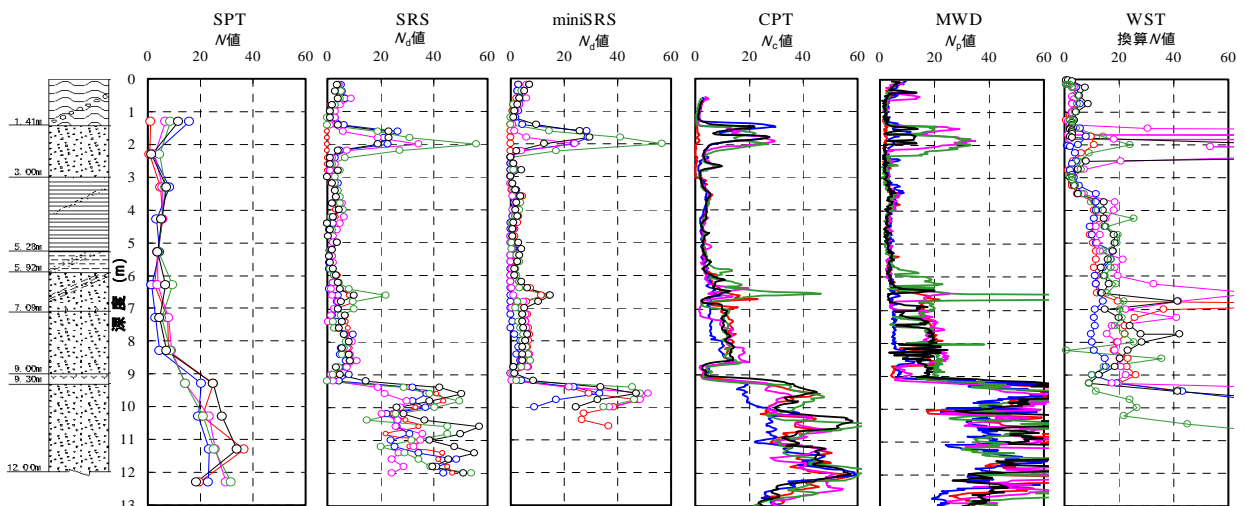 SPT
SRS
miniSRS
CPT
MWD
WST
N値
Nd値
Nd値
Nc値
Np値
換算N値
0 20 40 60
0 20 40 60
0 20 40 60
0 20 40 60
0 20 40 60
0 20 40 60
深度 (m)
0
1
2
3
4
5
6
7
8
9
10
11
12
13
1.41m
3.00m
5.28m
5.92m
7.09m
9.00m
9.30m
12.00m